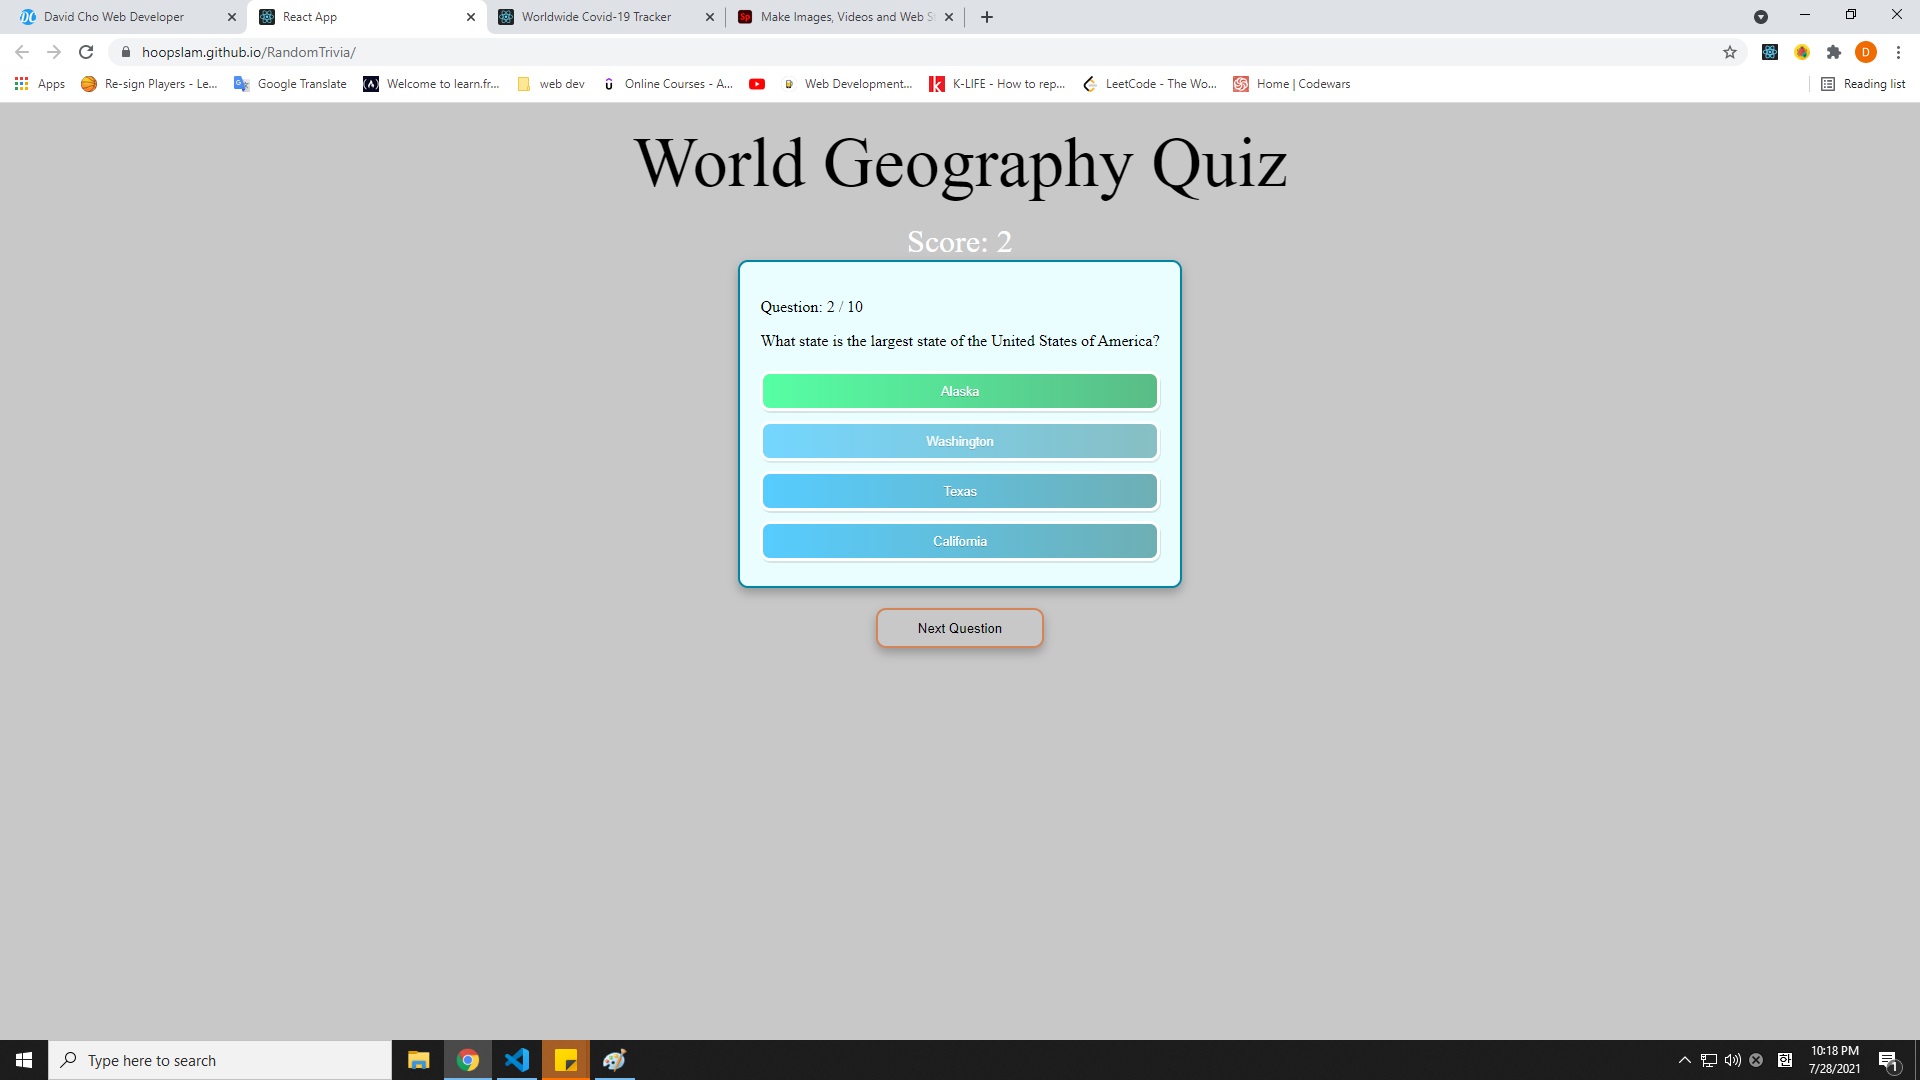 David Cho Web Developer
React App
Worldwide Covid-19 Tracker
Make Images, Videos and Web S
hoopslam.github.io/RandomTrivia/
D
Apps
Re-sign Players - Le...
Google Translate
Welcome to learn.fr...
web dev
Online Courses - A...
Web Development...
K-LIFE - How to rep...
LeetCode - The Wo...
Home | Codewars
Reading list
World Geography Quiz
Score: 2
Question: 2 / 10
What state is the largest state of the United States of America?
Alaska
Washington
Texas
California
Next Question
Type here to search
10:18 PM
7/28/2021
1